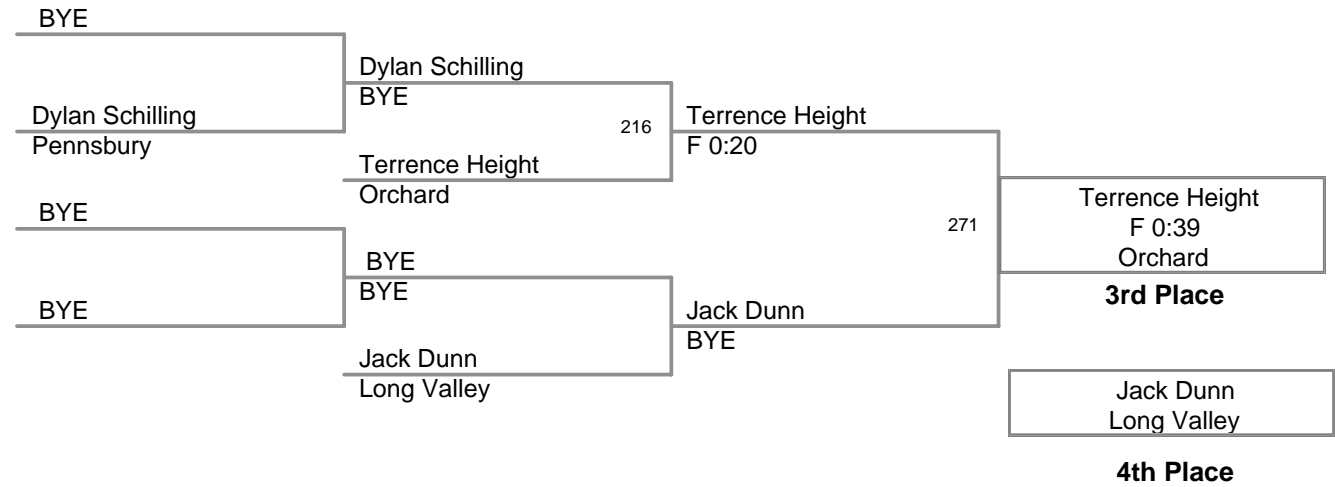 BYE
Dylan Schilling
Pennsbury
BYE
BYE
Dylan Schilling
BYE
Terrence Height
Orchard
BYE
BYE
Jack Dunn
Long Valley
216
Terrence Height
F 0:20
Jack Dunn
BYE
271
Terrence Height
F 0:39
Orchard
3rd Place
Jack Dunn
Long Valley
4th Place